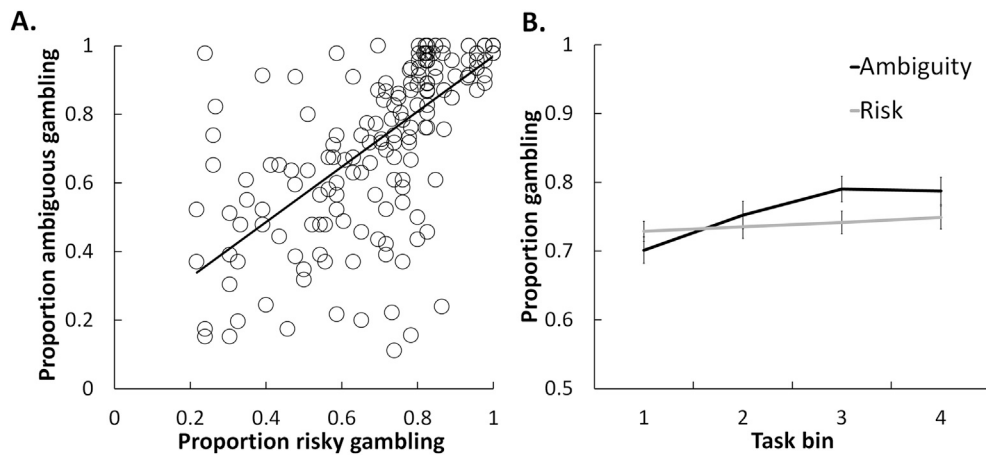 A.
Proportion ambiguous gambling
1
0.8
0.6
0.4
0.2
0
0 0.2 0.4 0.6 0.8 1
Proportion risky gambling
B.
Proportion gambling
1
0.9
0.8
0.7
0.6
0.5
Ambiguity
Risk
1 2 3 4
Task bin